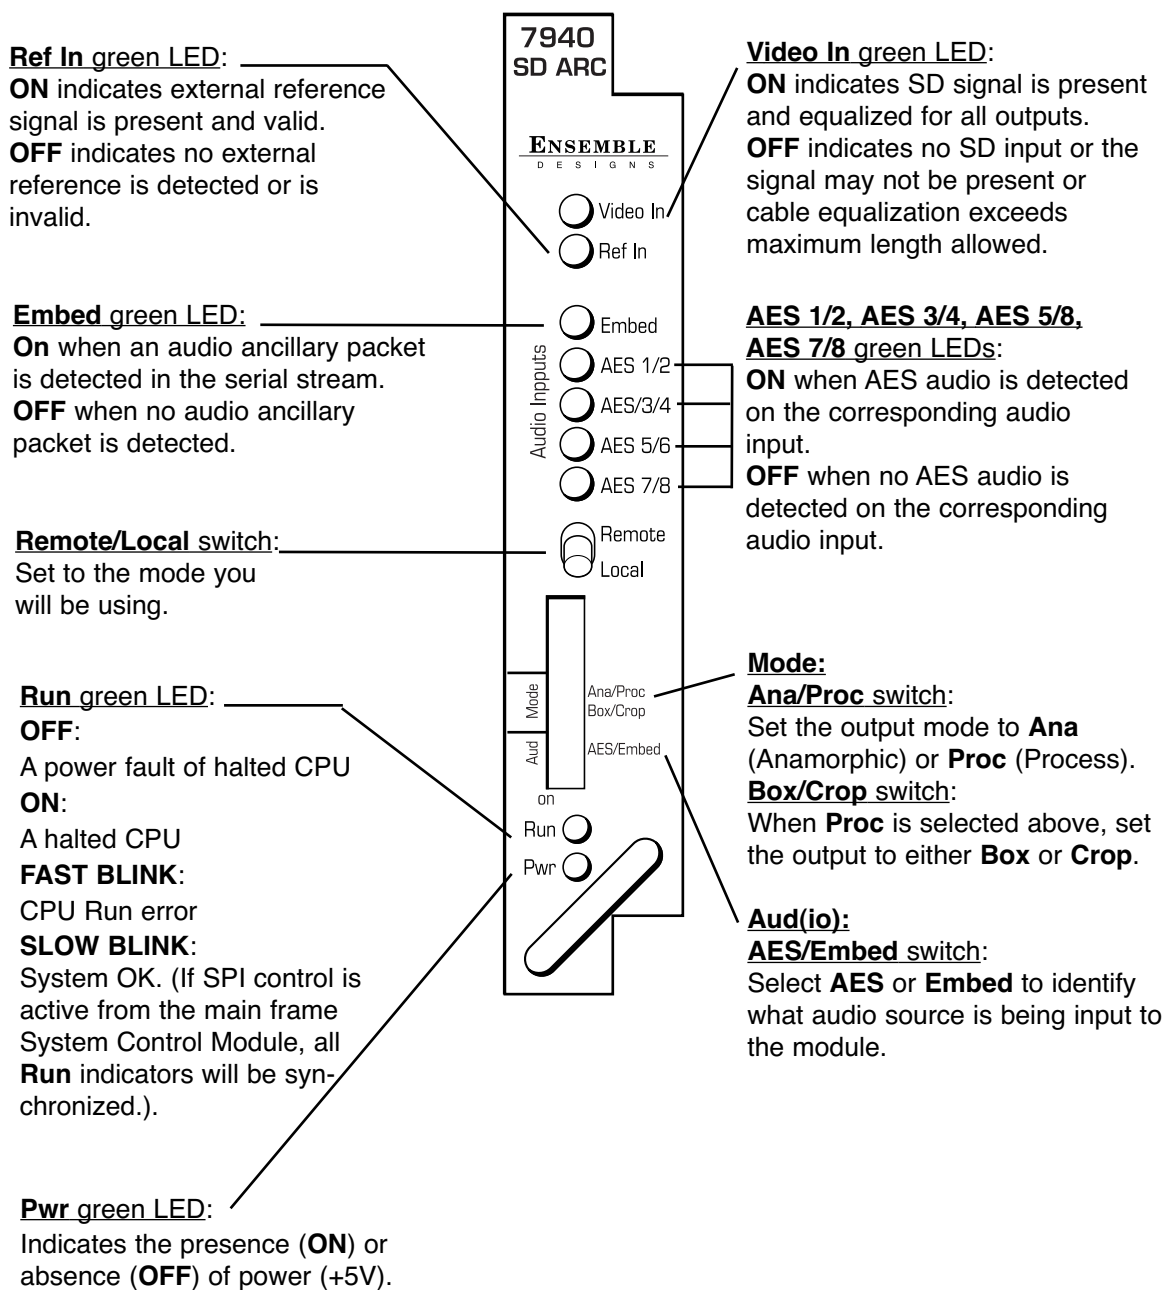 7940
SD ARC
ENSEMBLE
DESIGNS
Video In
Ref In
Embed
AES 1/2
AES/3/4
AES 5/6
AES 7/8
Audio Inpputs
Remote
Local
Mode
Ana/Proc
Box/Crop
Aud
AES/Embed
on
Run
Pwr
Ref In green LED:
ON indicates external reference
signal is present and valid.
OFF indicates no external
reference is detected or is
invalid.
Embed green LED:
On when an audio ancillary packet
is detected in the serial stream.
OFF when no audio ancillary
packet is detected.
Remote/Local switch:
Set to the mode you
will be using.
Run green LED:
OFF:
A power fault of halted CPU
ON:
A halted CPU
FAST BLINK:
CPU Run error
SLOW BLINK:
System OK. (If SPI control is
active from the main frame
System Control Module, all
Run indicators will be syn-
chronized.).
Pwr green LED:
Indicates the presence (ON) or
absence (OFF) of power (+5V).
Video In green LED:
ON indicates SD signal is present
and equalized for all outputs.
OFF indicates no SD input or the
signal may not be present or
cable equalization exceeds
maximum length allowed.
AES 1/2, AES 3/4, AES 5/8,
AES 7/8 green LEDs:
ON when AES audio is detected
on the corresponding audio
input.
OFF when no AES audio is
detected on the corresponding
audio input.
Mode:
Ana/Proc switch:
Set the output mode to Ana
(Anamorphic) or Proc (Process).
Box/Crop switch:
When Proc is selected above, set
the output to either Box or Crop.
Aud(io):
AES/Embed switch:
Select AES or Embed to identify
what audio source is being input to
the module.